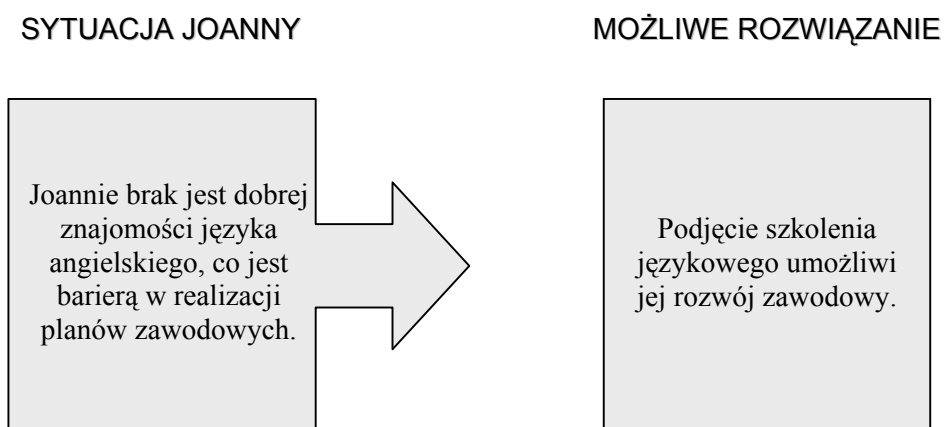 SYTUACJA JOANNY
MOŻLIWE ROZWIĄZANIE
Joannie brak jest dobrej
znajomości języka
angielskiego, co jest
barierą w realizacji
planów zawodowych.
Podjęcie szkolenia
językowego umożliwi
jej rozwój zawodowy.